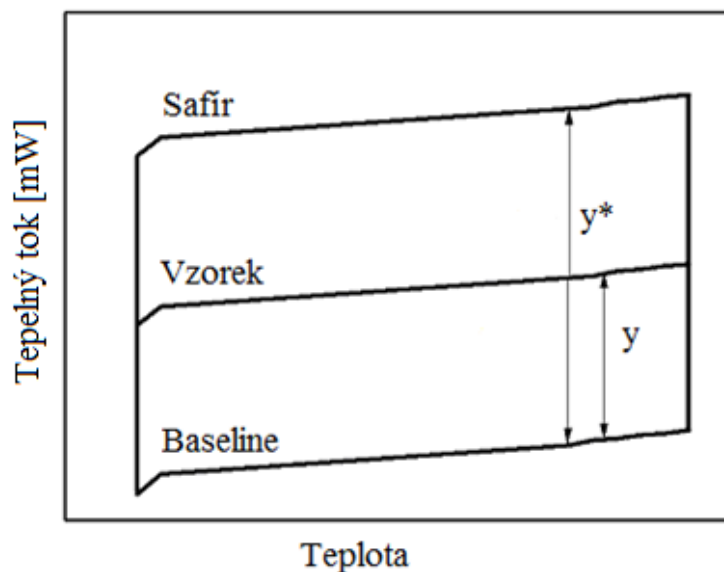 Safír
y*
Vzorek
y
Baseline
Tepelný tok [mW]
Teplota